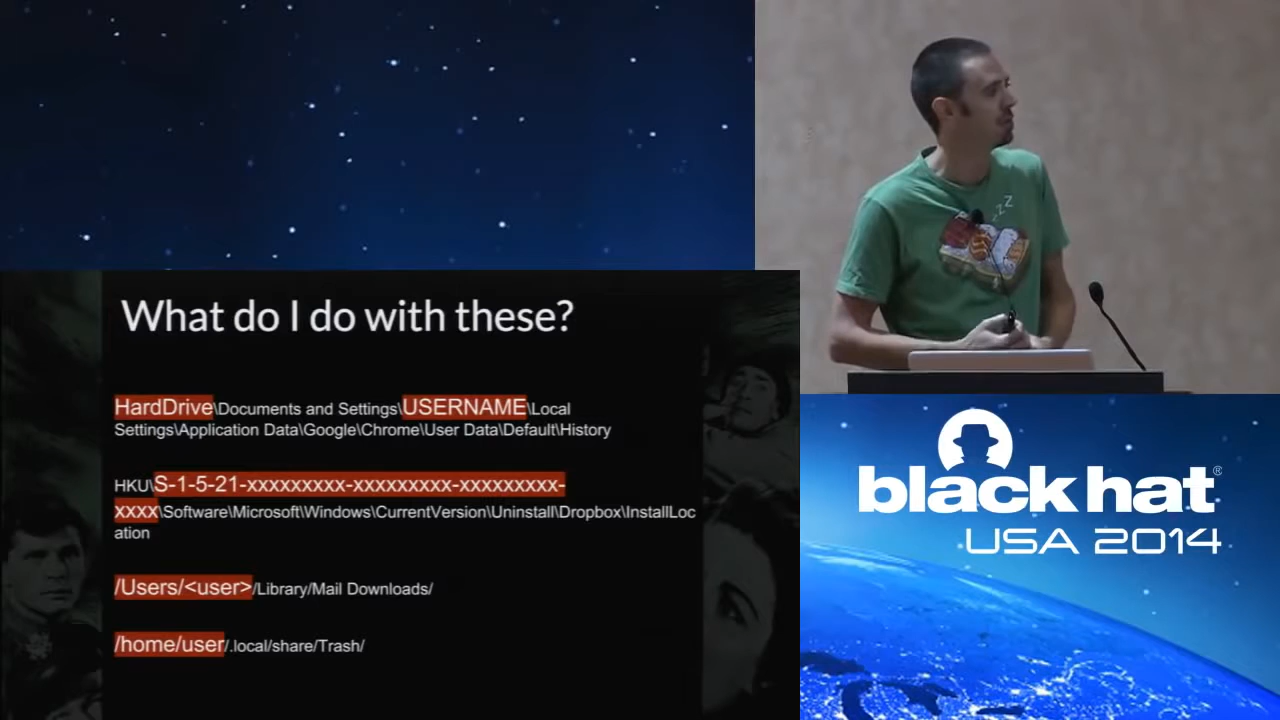 What do I do with these?
HardDrive\Documents and Settings\USERNAME\Local
Settings\Application Data\Google\Chrome\User Data\Default\History
HKU\S-1-5-21-xxxxxxxxx-xxxxxxxxx-xxxxxxxxx-
xxxx\Software\Microsoft\Windows\CurrentVersion\Uninstall\Dropbox\InstallLoc
ation
/Users/<user>/Library/Mail Downloads/
/home/user/.local/share/Trash/
zzZ
black hat®
USA 2014